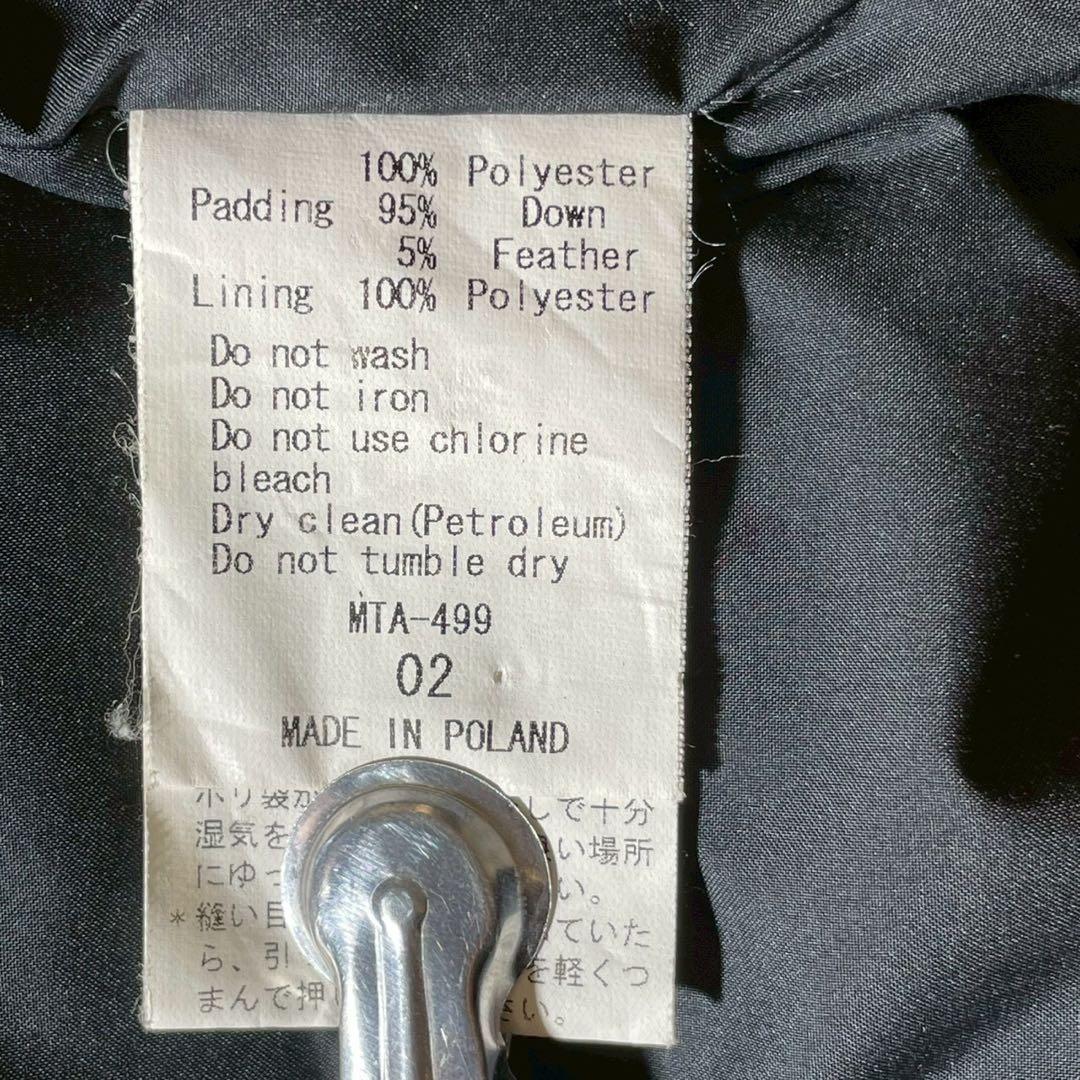 100% Polyester
Padding 95% Down
5% Feather
Lining 100% Polyester
Do not wash
Do not iron
Do not use chlorine
bleach
Dry clean(Petroleum)
Do not tumble dry
MTA-499
02
MADE IN POLAND
しで十分
湿気を い場所
にゆっ い。
*縫い目 ていた
ら、引 を軽くつ
まんで押し さい。